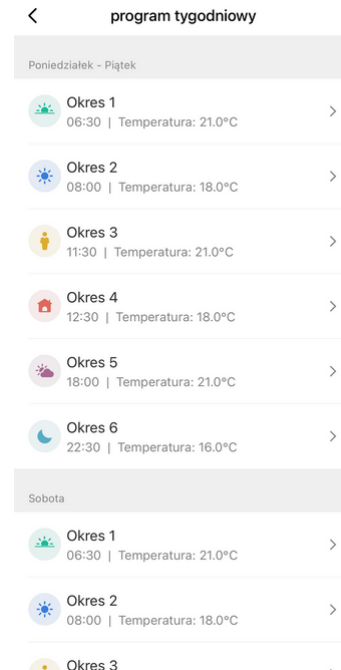 program tygodniowy
Poniedziałek - Piątek
Okres 1
06:30 | Temperatura: 21.0°C
Okres 2
08:00 | Temperatura: 18.0°C
Okres 3
11:30 | Temperatura: 21.0°C
Okres 4
12:30 | Temperatura: 18.0°C
Okres 5
18:00 | Temperatura: 21.0°C
Okres 6
22:30 | Temperatura: 16.0°C
Sobota
Okres 1
06:30 | Temperatura: 21.0°C
Okres 2
08:00 | Temperatura: 18.0°C
Okres 3